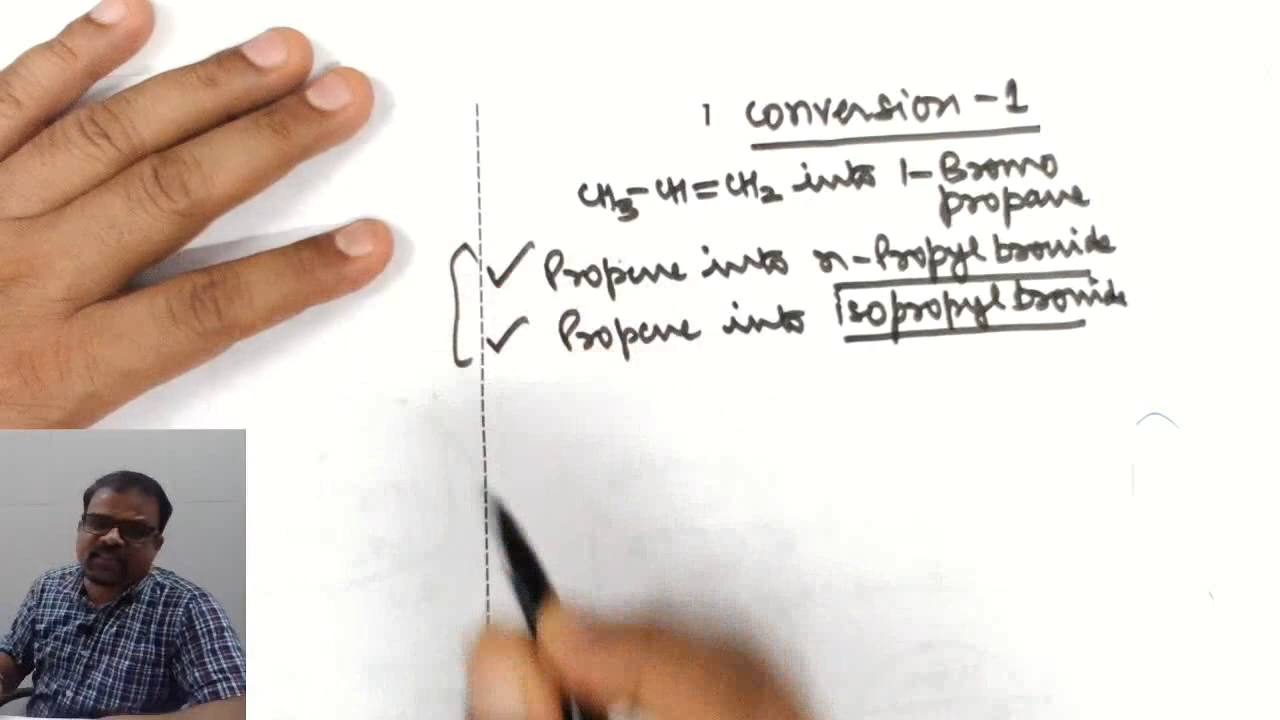 1 Conversion-1
CH3-CH=CH2 into 1-Bromo
propane
✓ Propene into n-Propyl bromide
✓ Propene into Isopropyl bromide